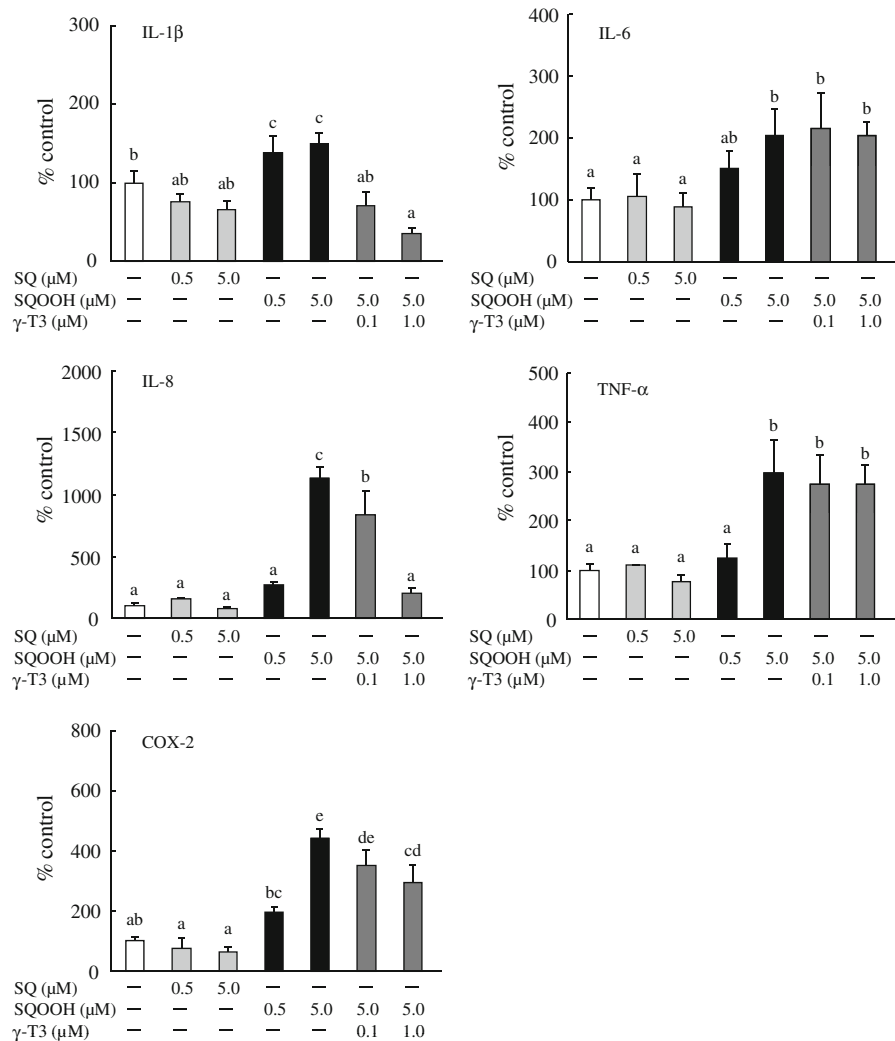 IL-1β
300
200
100
0
% control
b
ab
ab
c
c
ab
a
SQ (µM) — 0.5 5.0 — — — —
SQOOH (µM) — — — 0.5 5.0 5.0 5.0
γ-T3 (µM) — — — — — 0.1 1.0
IL-6
400
300
200
100
0
% control
a
a
a
ab
b
b
b
SQ (µM) — 0.5 5.0 — — — —
SQOOH (µM) — — — 0.5 5.0 5.0 5.0
γ-T3 (µM) — — — — — 0.1 1.0
IL-8
2000
1500
1000
500
0
% control
a
a
a
a
c
b
a
SQ (µM) — 0.5 5.0 — — — —
SQOOH (µM) — — — 0.5 5.0 5.0 5.0
γ-T3 (µM) — — — — — 0.1 1.0
TNF-α
500
400
300
200
100
0
% control
a
a
a
a
b
b
b
SQ (µM) — 0.5 5.0 — — — —
SQOOH (µM) — — — 0.5 5.0 5.0 5.0
γ-T3 (µM) — — — — — 0.1 1.0
COX-2
800
600
400
200
0
% control
ab
a
a
bc
e
de
cd
SQ (µM) — 0.5 5.0 — — — —
SQOOH (µM) — — — 0.5 5.0 5.0 5.0
γ-T3 (µM) — — — — — 0.1 1.0